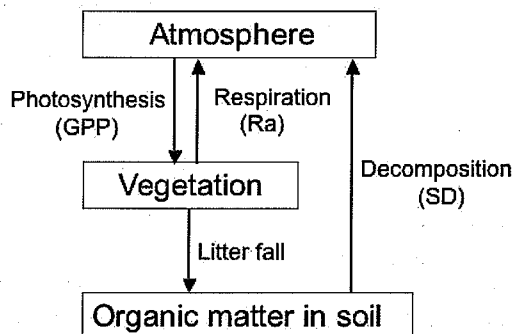 Atmosphere
Photosynthesis
(GPP)
Respiration
(Ra)
Decomposition
(SD)
Vegetation
Litter fall
Organic matter in soil